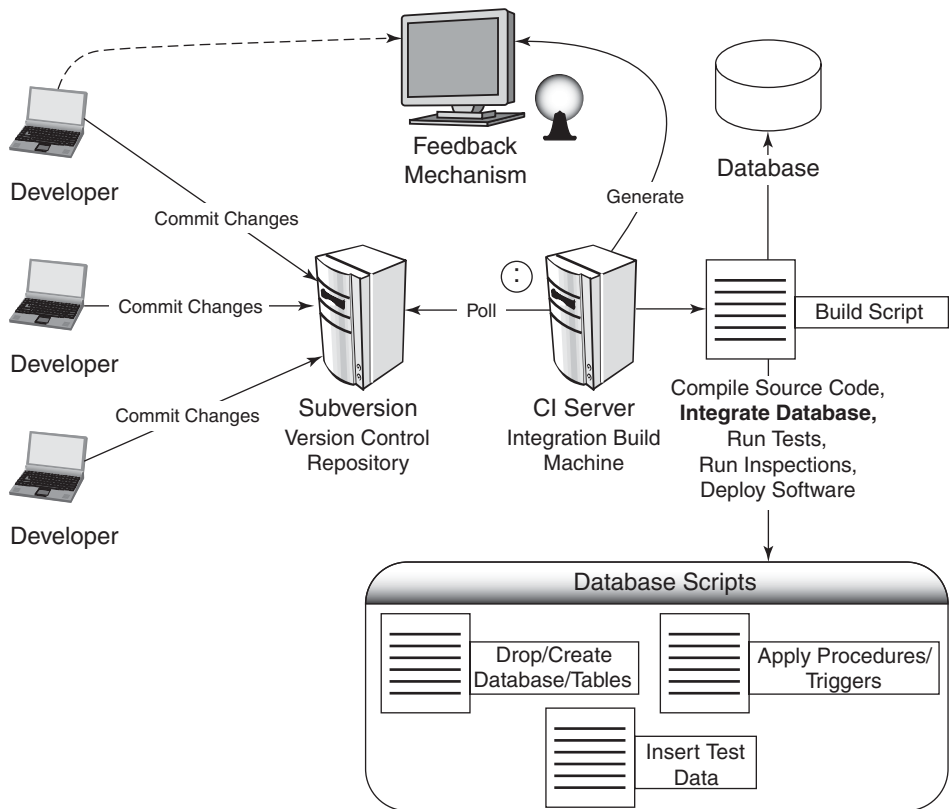 Feedback
Mechanism
Database
Developer
Generate
Commit Changes
:
Developer
Commit Changes
Poll
Build Script
Subversion
Version Control
Repository
CI Server
Integration Build
Machine
Compile Source Code,
Integrate Database,
Run Tests,
Run Inspections,
Deploy Software
Commit Changes
Developer
Database Scripts
Drop/Create
Database/Tables
Apply Procedures/
Triggers
Insert Test
Data